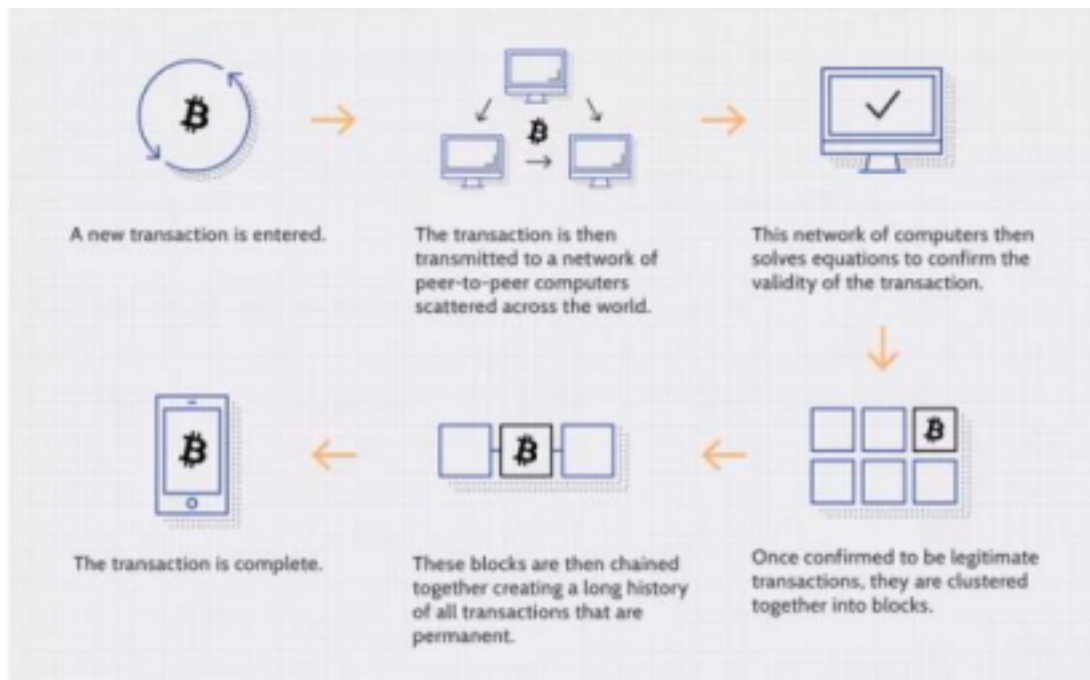 A new transaction is entered.
The transaction is then
transmitted to a network of
peer-to-peer computers
scattered across the world.
This network of computers then
solves equations to confirm the
validity of the transaction.
Once confirmed to be legitimate
transactions, they are clustered
together into blocks.
These blocks are then chained
together creating a long history
of all transactions that are
permanent.
The transaction is complete.